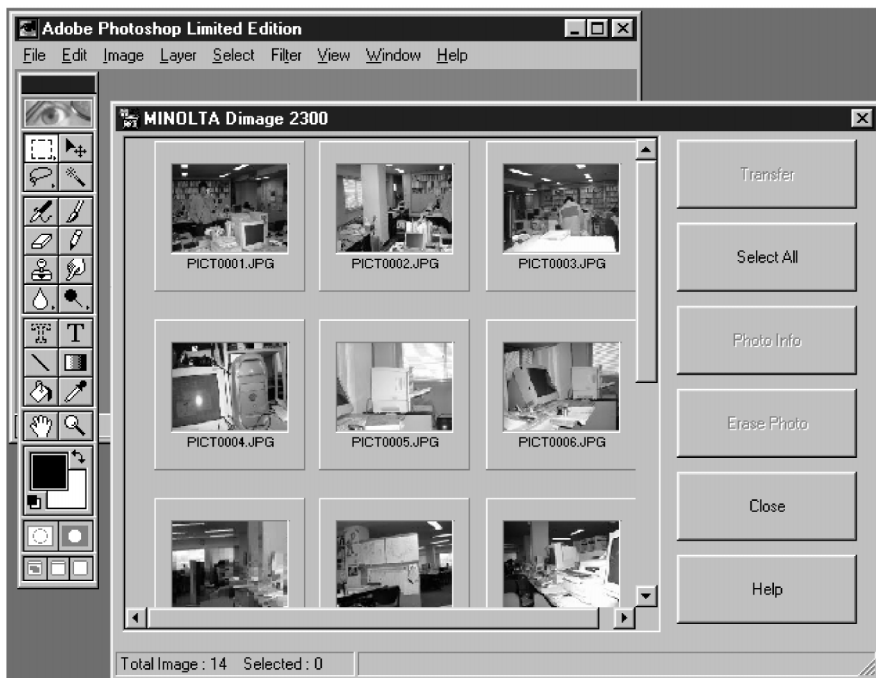 Adobe Photoshop Limited Edition
File Edit Image Layer Select Filter View Window Help
MINOLTA Dimage 2300
PICT0001.JPG PICT0002.JPG PICT0003.JPG
PICT0004.JPG PICT0005.JPG PICT0006.JPG
Transfer
Select All
Photo Info
Erase Photo
Close
Help
T
Total Image : 14 Selected : 0